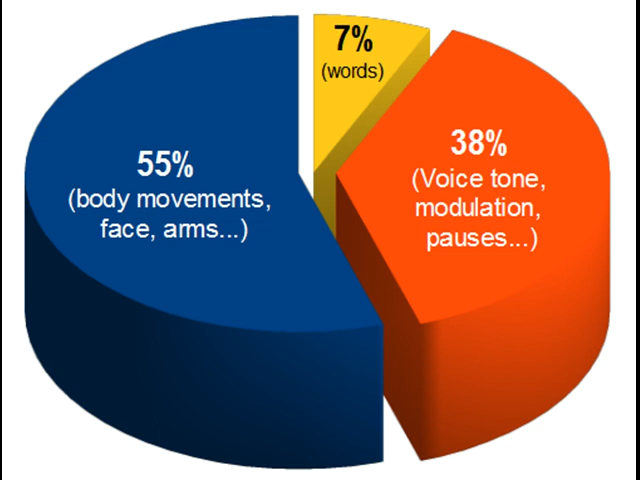 7%
(words)
38%
(Voice tone,
modulation,
pauses...)
55%
(body movements,
face, arms...)